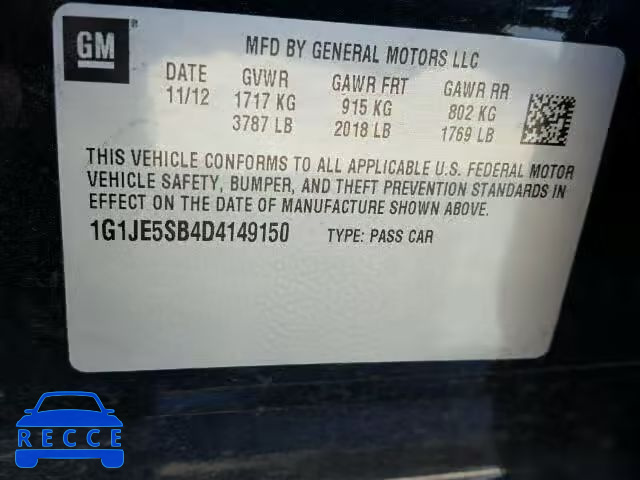 GM
MFD BY GENERAL MOTORS LLC
DATE GVWR GAWR FRT GAWR RR
11/12 1717 KG 915 KG 802 KG
3787 LB 2018 LB 1769 LB
THIS VEHICLE CONFORMS TO ALL APPLICABLE U.S. FEDERAL MOTOR
VEHICLE SAFETY, BUMPER, AND THEFT PREVENTION STANDARDS IN
EFFECT ON THE DATE OF MANUFACTURE SHOWN ABOVE.
1G1JE5SB4D4149150 TYPE: PASS CAR
RECCE